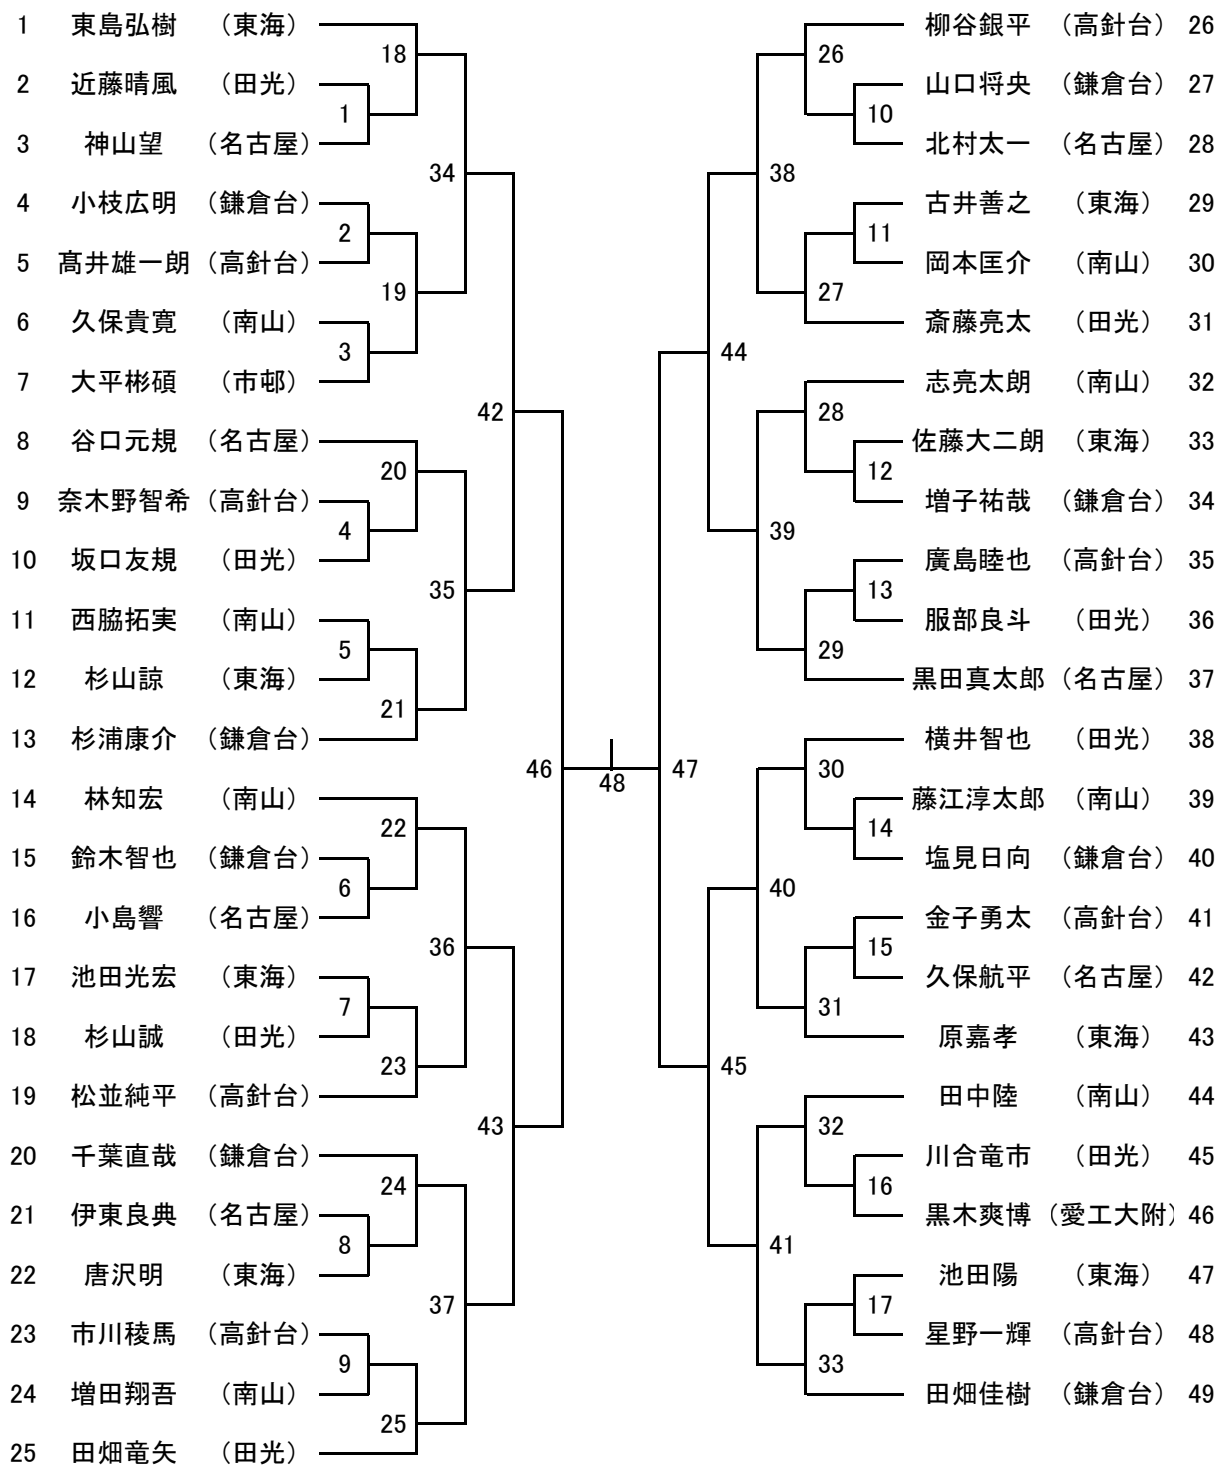 1 東島弘樹 （東海）
18
2 近藤晴風 （田光）
1
3 神山望 （名古屋）
34
4 小枝広明 （鎌倉台）
2
5 髙井雄一朗 （高針台）
19
6 久保貴寛 （南山）
3
7 大平彬碩 （市邨）
42
8 谷口元規 （名古屋）
20
9 奈木野智希 （高針台）
4
10 坂口友規 （田光）
35
11 西脇拓実 （南山）
5
12 杉山諒 （東海）
21
13 杉浦康介 （鎌倉台）
46
14 林知宏 （南山）
22
15 鈴木智也 （鎌倉台）
6
16 小島響 （名古屋）
36
17 池田光宏 （東海）
7
18 杉山誠 （田光）
23
19 松並純平 （高針台）
43
20 千葉直哉 （鎌倉台）
24
21 伊東良典 （名古屋）
8
22 唐沢明 （東海）
37
23 市川稜馬 （高針台）
9
24 増田翔吾 （南山）
25
25 田畑竜矢 （田光）
48
柳谷銀平 （高針台） 26
26
山口将央 （鎌倉台） 27
10
北村太一 （名古屋） 28
38
古井善之 （東海） 29
11
岡本匡介 （南山） 30
27
斎藤亮太 （田光） 31
44
志亮太朗 （南山） 32
28
佐藤大二朗 （東海） 33
12
増子祐哉 （鎌倉台） 34
39
廣島睦也 （高針台） 35
13
服部良斗 （田光） 36
29
黒田真太郎 （名古屋） 37
47
横井智也 （田光） 38
30
藤江淳太郎 （南山） 39
14
塩見日向 （鎌倉台） 40
40
金子勇太 （高針台） 41
15
久保航平 （名古屋） 42
31
原嘉孝 （東海） 43
45
田中陸 （南山） 44
32
川合竜市 （田光） 45
16
黒木爽博 （愛工大附） 46
41
池田陽 （東海） 47
17
星野一輝 （高針台） 48
33
田畑佳樹 （鎌倉台） 49